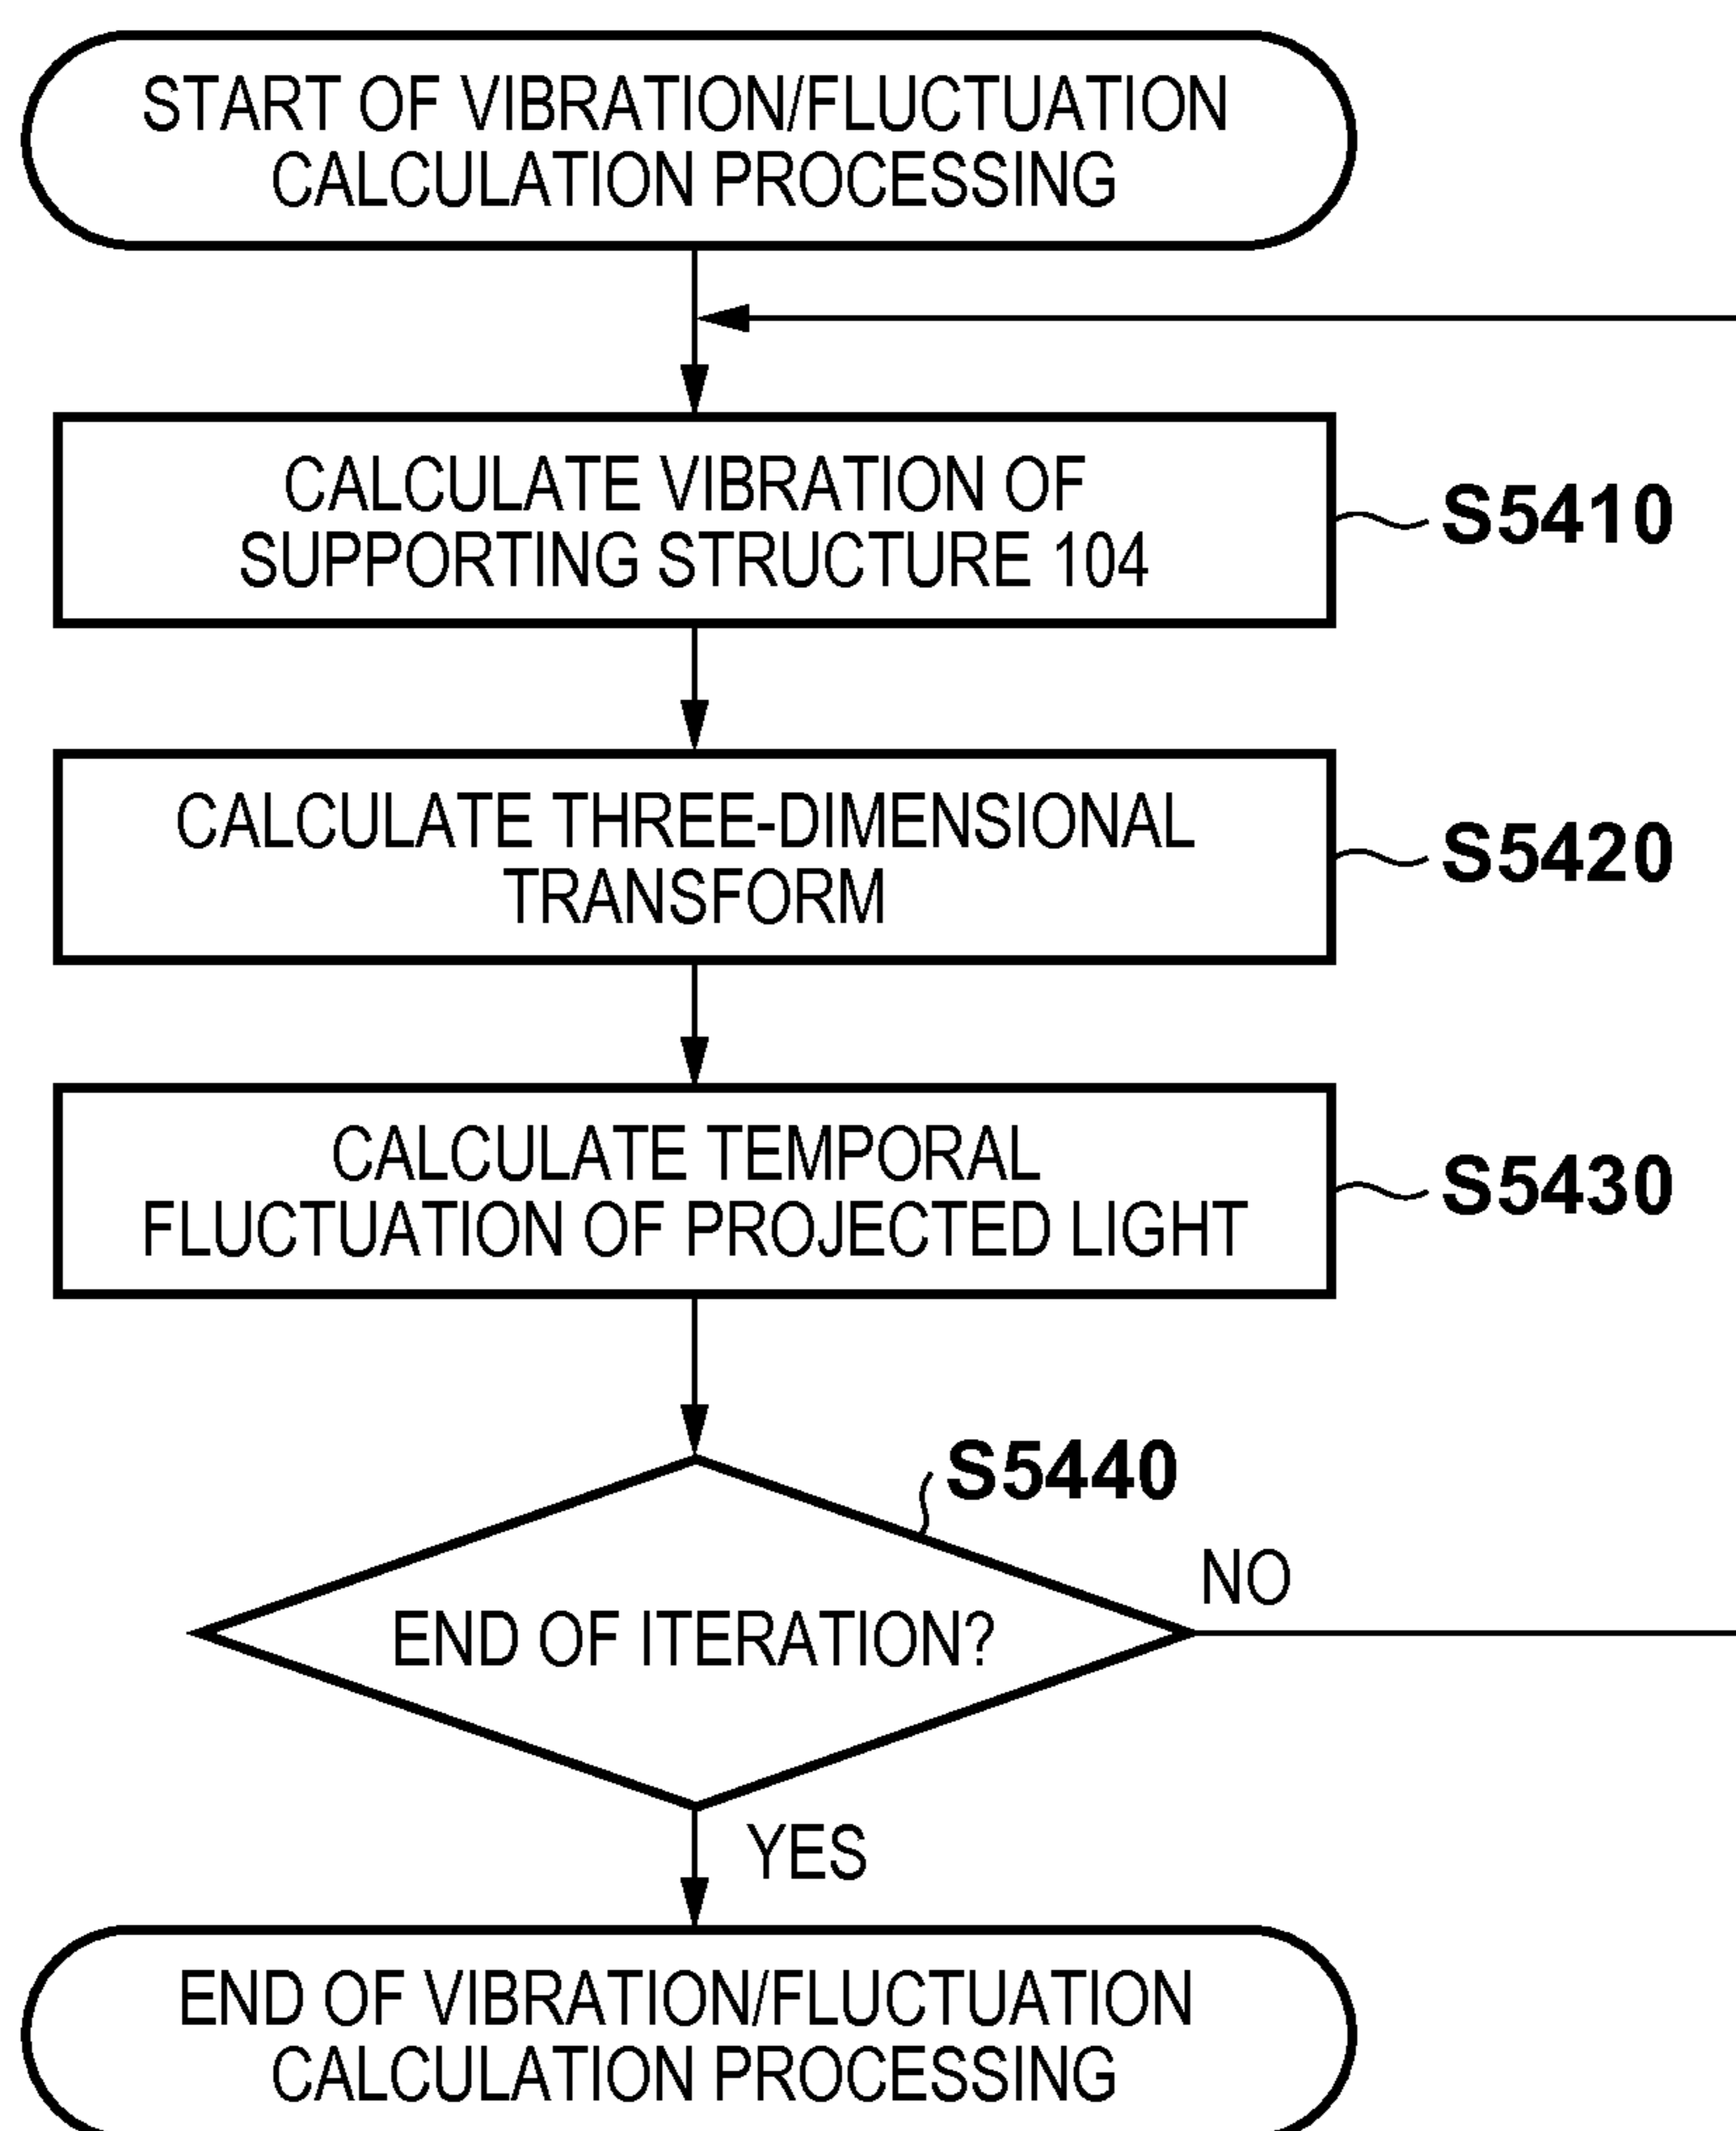 START OF VIBRATION/FLUCTUATION
CALCULATION PROCESSING
CALCULATE VIBRATION OF
SUPPORTING STRUCTURE 104
S5410
CALCULATE THREE-DIMENSIONAL
TRANSFORM
S5420
CALCULATE TEMPORAL
FLUCTUATION OF PROJECTED LIGHT
S5430
S5440
END OF ITERATION?
NO
YES
END OF VIBRATION/FLUCTUATION
CALCULATION PROCESSING